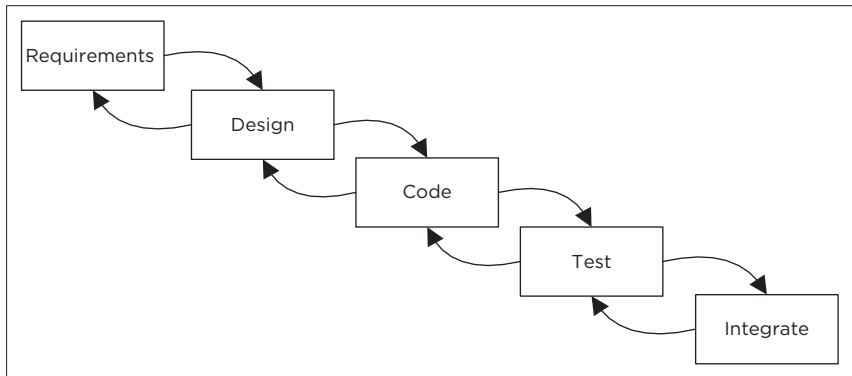 Requirements
Design
Code
Test
Integrate